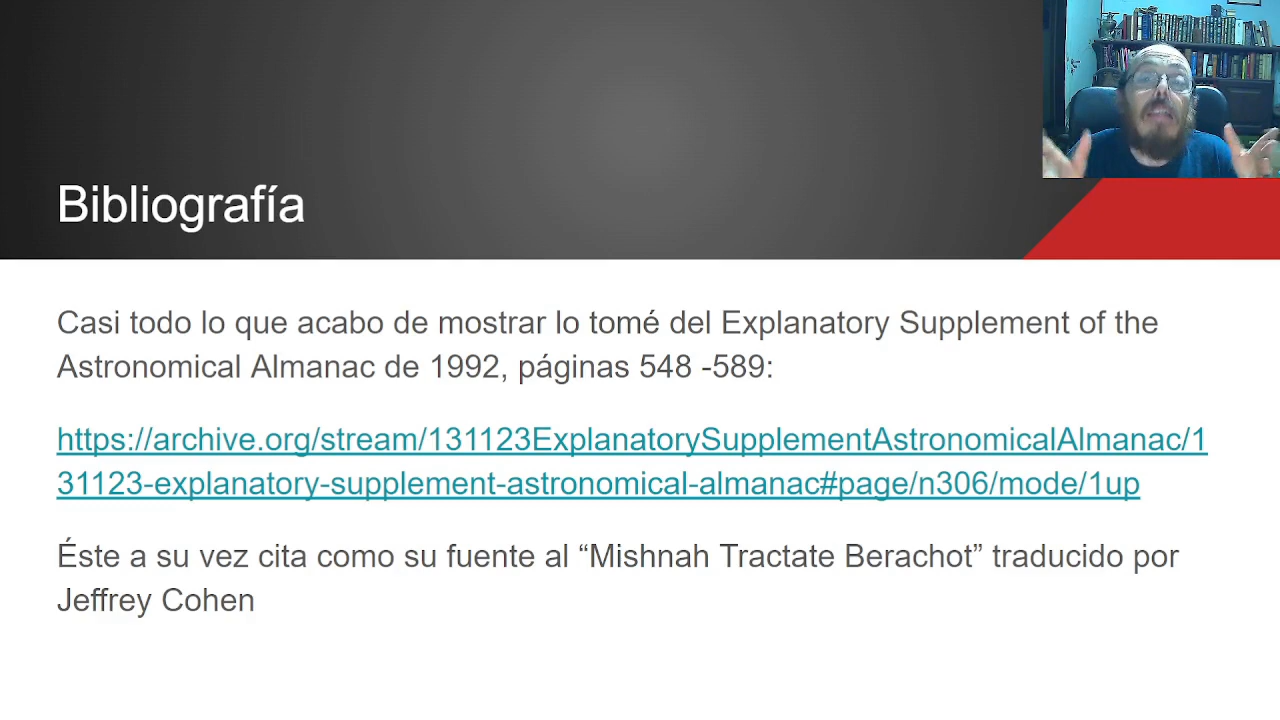 Bibliografía
Casi todo lo que acabo de mostrar lo tomé del Explanatory Supplement of the
Astronomical Almanac de 1992, páginas 548 -589:
https://archive.org/stream/131123ExplanatorySupplementAstronomicalAlmanac/1
31123-explanatory-supplement-astronomical-almanac#page/n306/mode/1up
Éste a su vez cita como su fuente al “Mishnah Tractate Berachot” traducido por
Jeffrey Cohen